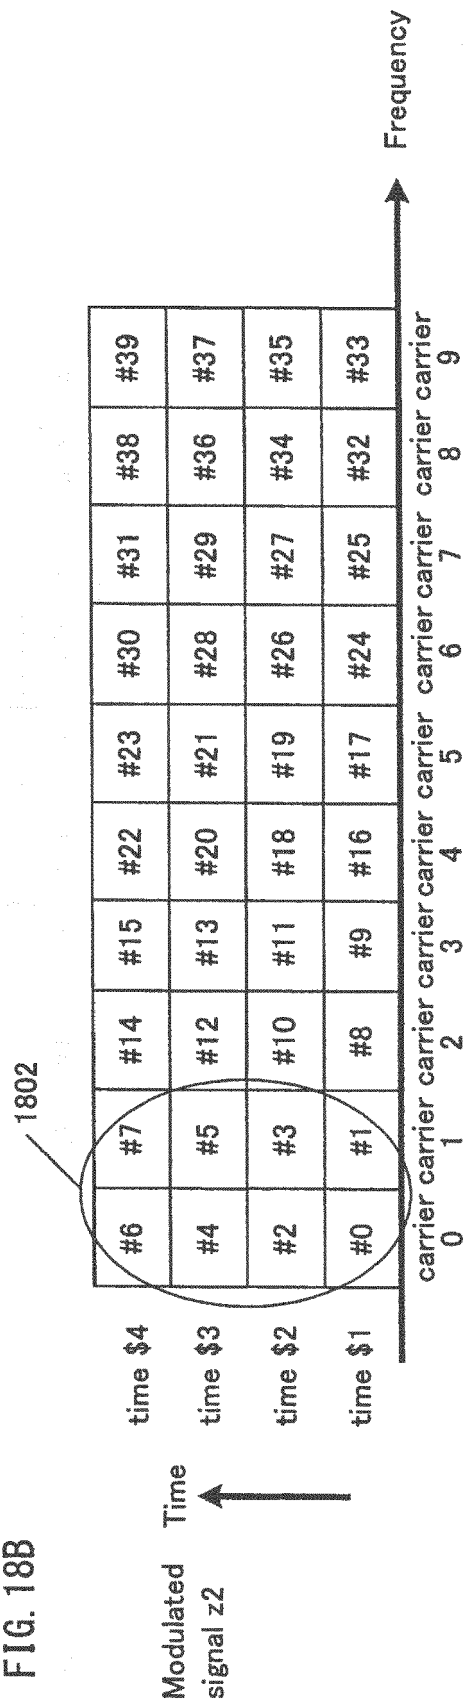 FIG. 18B
1802
Modulated
signal z2
Time
time $4 #6 #7 #14 #15 #22 #23 #30 #31 #38 #39
time $3 #4 #5 #12 #13 #20 #21 #28 #29 #36 #37
time $2 #2 #3 #10 #11 #18 #19 #26 #27 #34 #35
time $1 #0 #1 #8 #9 #16 #17 #24 #25 #32 #33
Frequency
carrier carrier carrier carrier carrier carrier carrier carrier carrier carrier
0 1 2 3 4 5 6 7 8 9